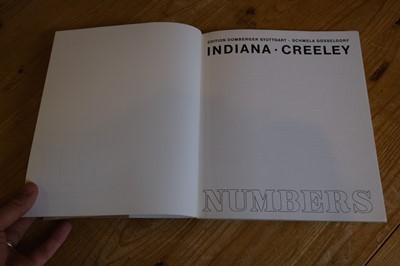 EDITION DOMBERGER STUTTGART - SCHMELA DÜSSELDORF
INDIANA · CREELEY
NUMBERS